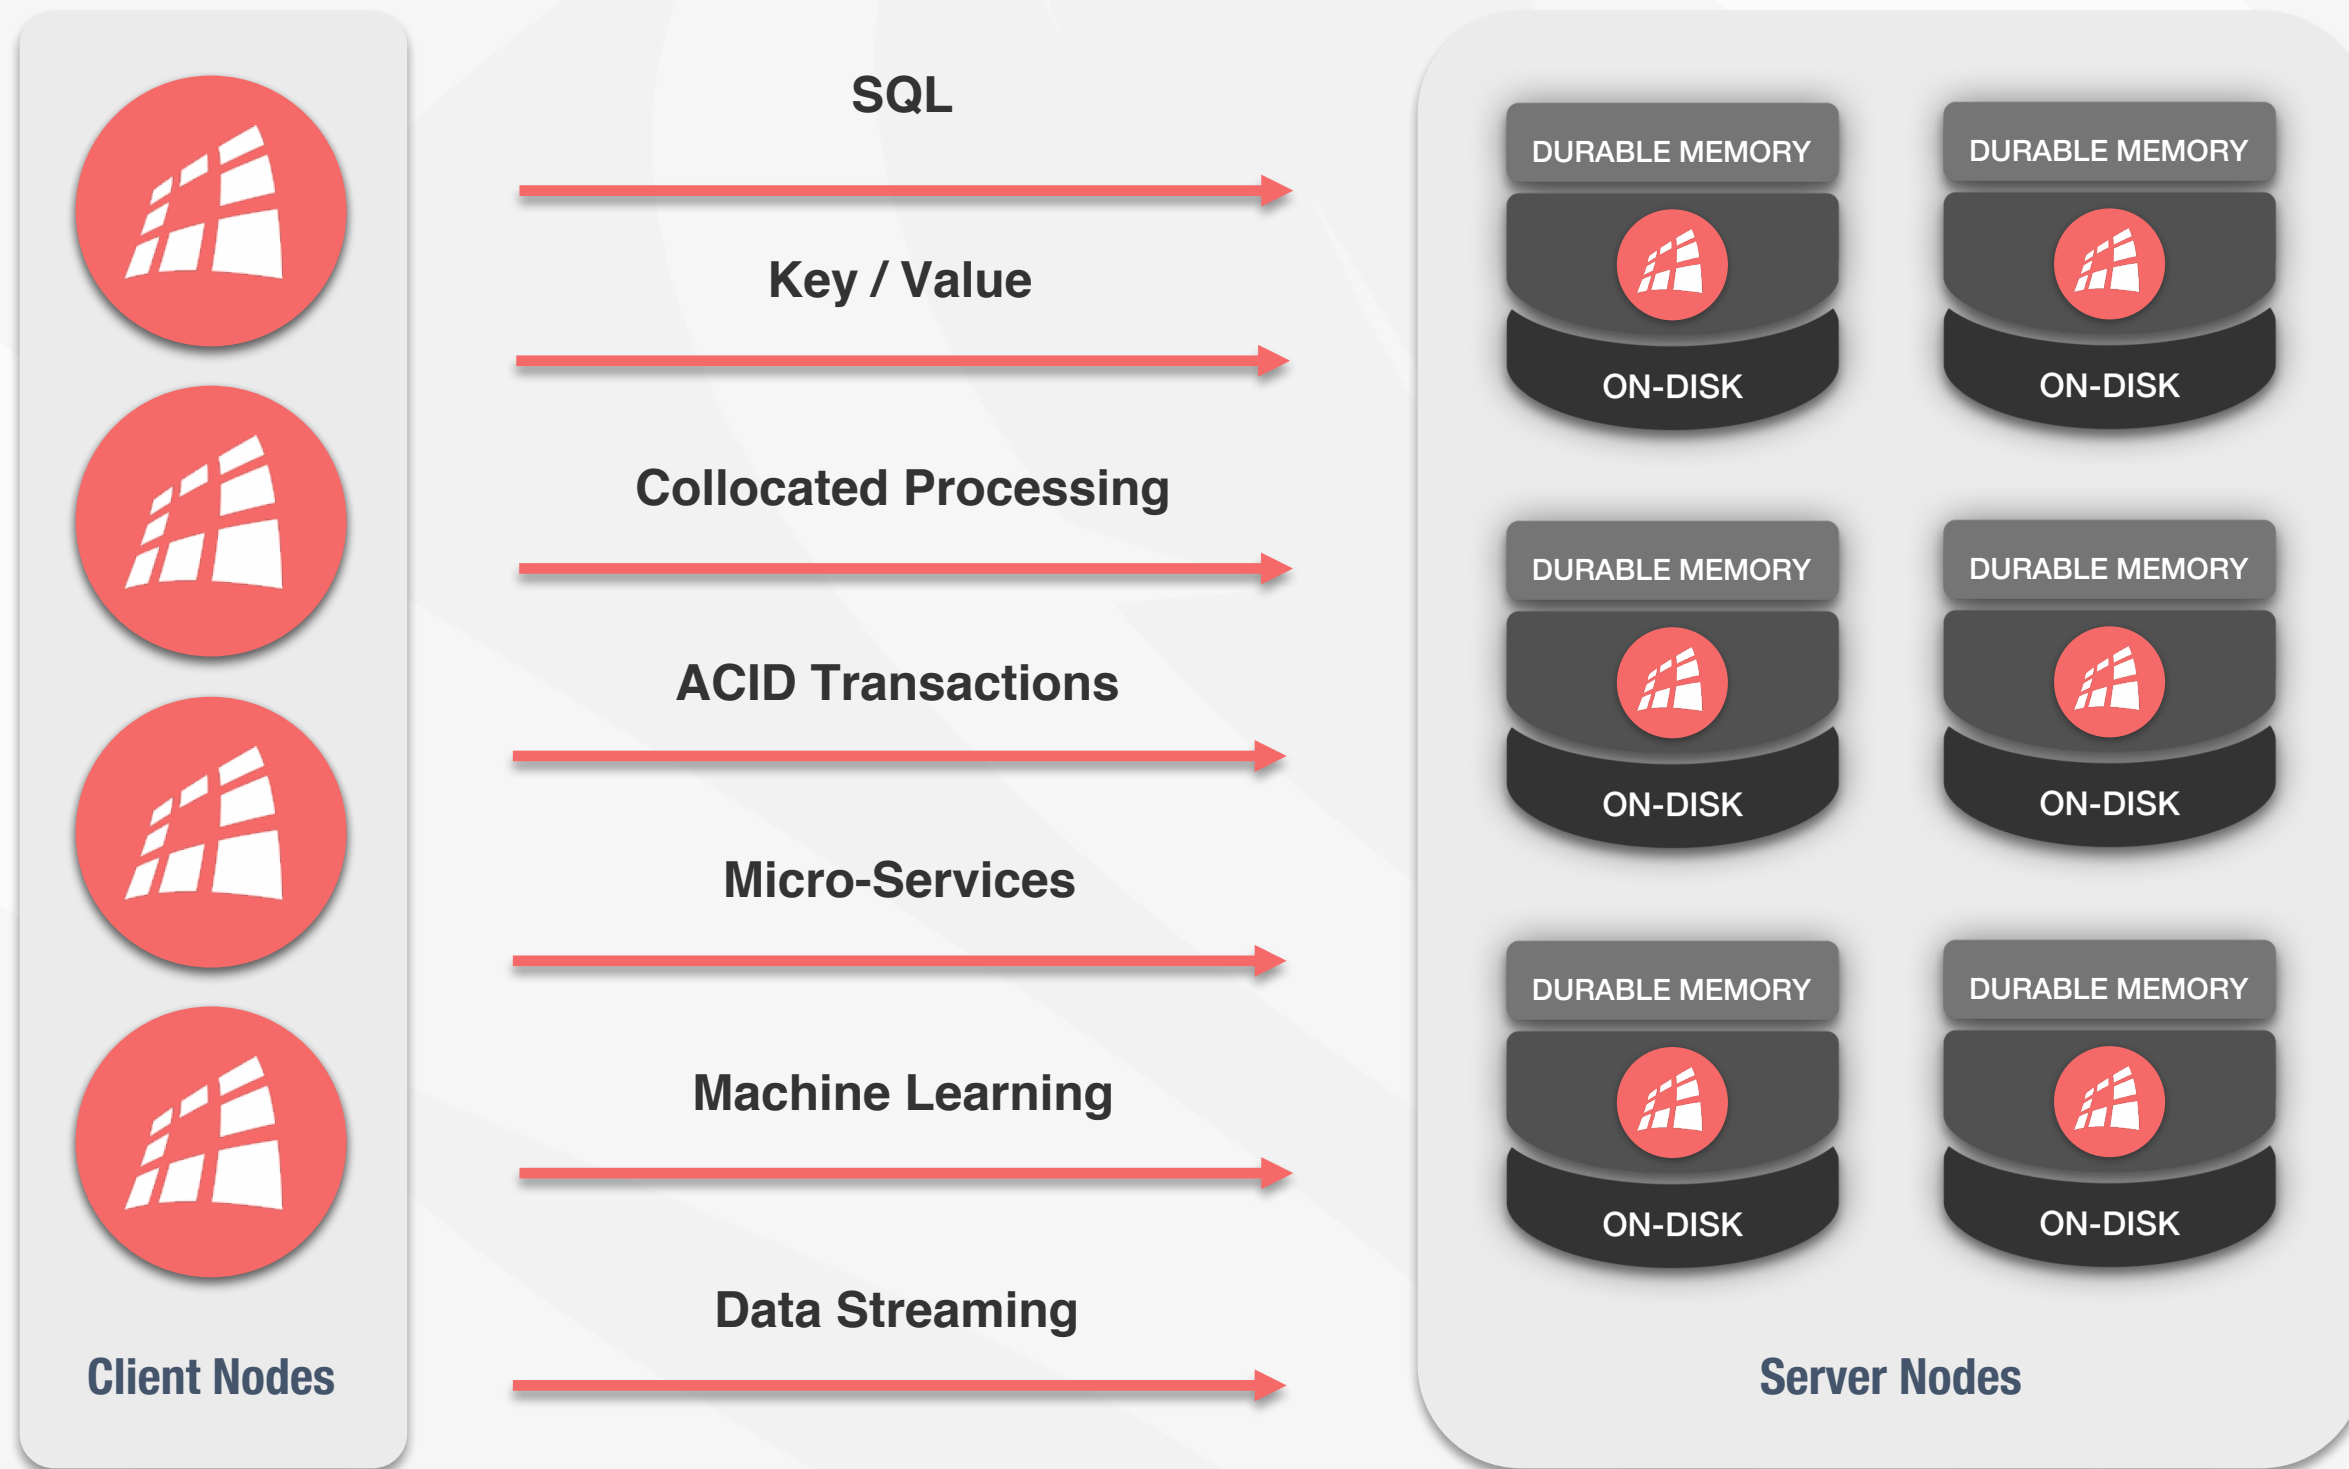 SQL
Key / Value
Collocated Processing
ACID Transactions
Micro-Services
Machine Learning
Data Streaming
Client Nodes
DURABLE MEMORY
ON-DISK
DURABLE MEMORY
ON-DISK
DURABLE MEMORY
ON-DISK
DURABLE MEMORY
ON-DISK
DURABLE MEMORY
ON-DISK
DURABLE MEMORY
ON-DISK
Server Nodes